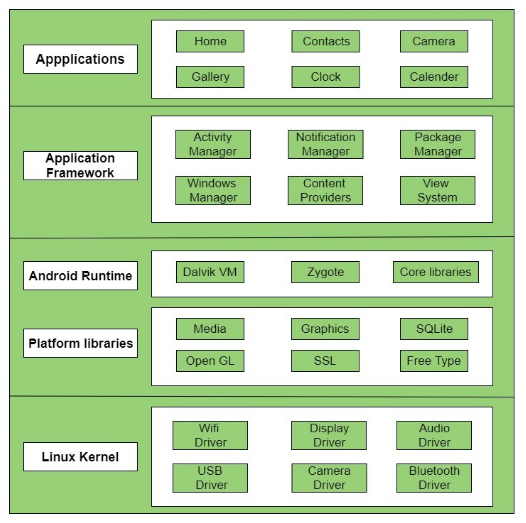 Appplications
Home
Contacts
Camera
Gallery
Clock
Calender
Application
Framework
Activity
Manager
Notification
Manager
Package
Manager
Windows
Manager
Content
Providers
View
System
Android Runtime
Dalvik VM
Zygote
Core libraries
Platform libraries
Media
Graphics
SQLite
Open GL
SSL
Free Type
Linux Kernel
Wifi
Driver
Display
Driver
Audio
Driver
USB
Driver
Camera
Driver
Bluetooth
Driver